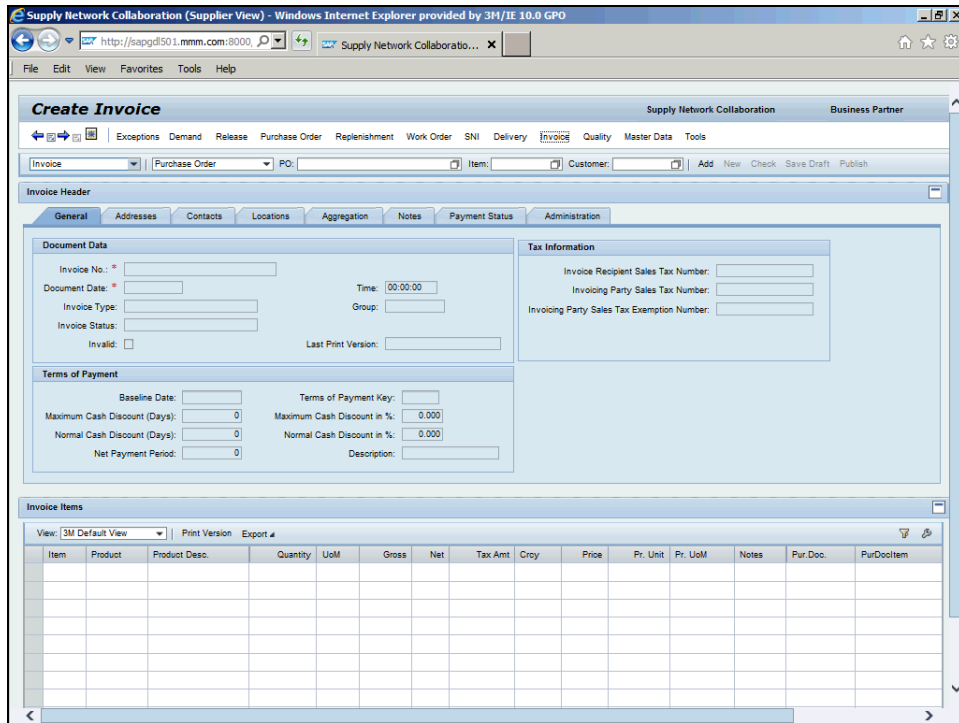 Supply Network Collaboration (Supplier View) - Windows Internet Explorer provided by 3M/IE 10.0 GPO
http://sapgdl501.mmm.com:8000,
Supply Network Collaboratio...
File Edit View Favorites Tools Help
Create Invoice
Supply Network Collaboration Business Partner
Exceptions Demand Release Purchase Order Replenishment Work Order SNI Delivery Invoice Quality Master Data Tools
Invoice Purchase Order PO: Item: Customer: Add New Check Save Draft Publish
Invoice Header
General Addresses Contacts Locations Aggregation Notes Payment Status Administration
Document Data
Invoice No.: *
Document Date: * Time: 00:00:00
Invoice Type: Group:
Invoice Status:
Invalid: Last Print Version:
Tax Information
Invoice Recipient Sales Tax Number:
Invoicing Party Sales Tax Number:
Invoicing Party Sales Tax Exemption Number:
Terms of Payment
Baseline Date: Terms of Payment Key:
Maximum Cash Discount (Days): 0 Maximum Cash Discount in %: 0.000
Normal Cash Discount (Days): 0 Normal Cash Discount in %: 0.000
Net Payment Period: 0 Description:
Invoice Items
View: 3M Default View Print Version Export
Item Product Product Desc. Quantity UoM Gross Net Tax Amt Crcy Price Pr. Unit Pr. UoM Notes Pur.Doc. PurDocItem